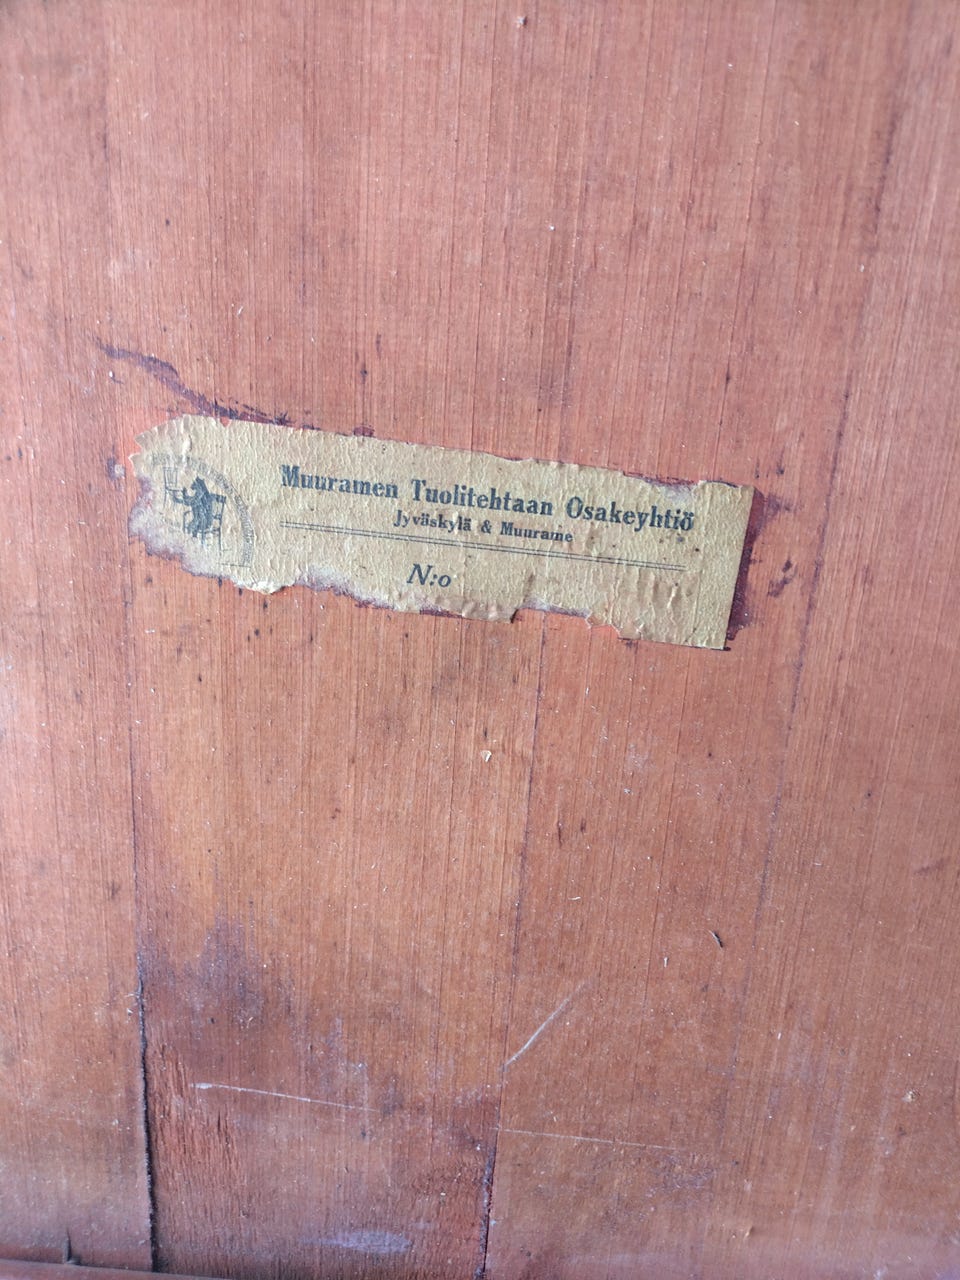 Muuramen Tuolitehtaan Osakeyhtiö
Jyväskylä & Muurame
N:o